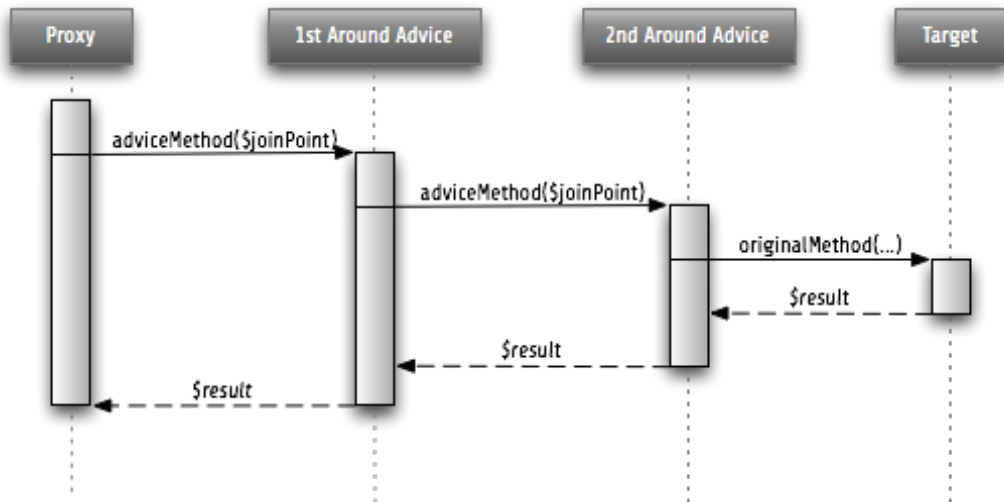 Proxy
1st Around Advice
2nd Around Advice
Target
adviceMethod($joinPoint)
adviceMethod($joinPoint)
originalMethod(...)
$result
$result
$result